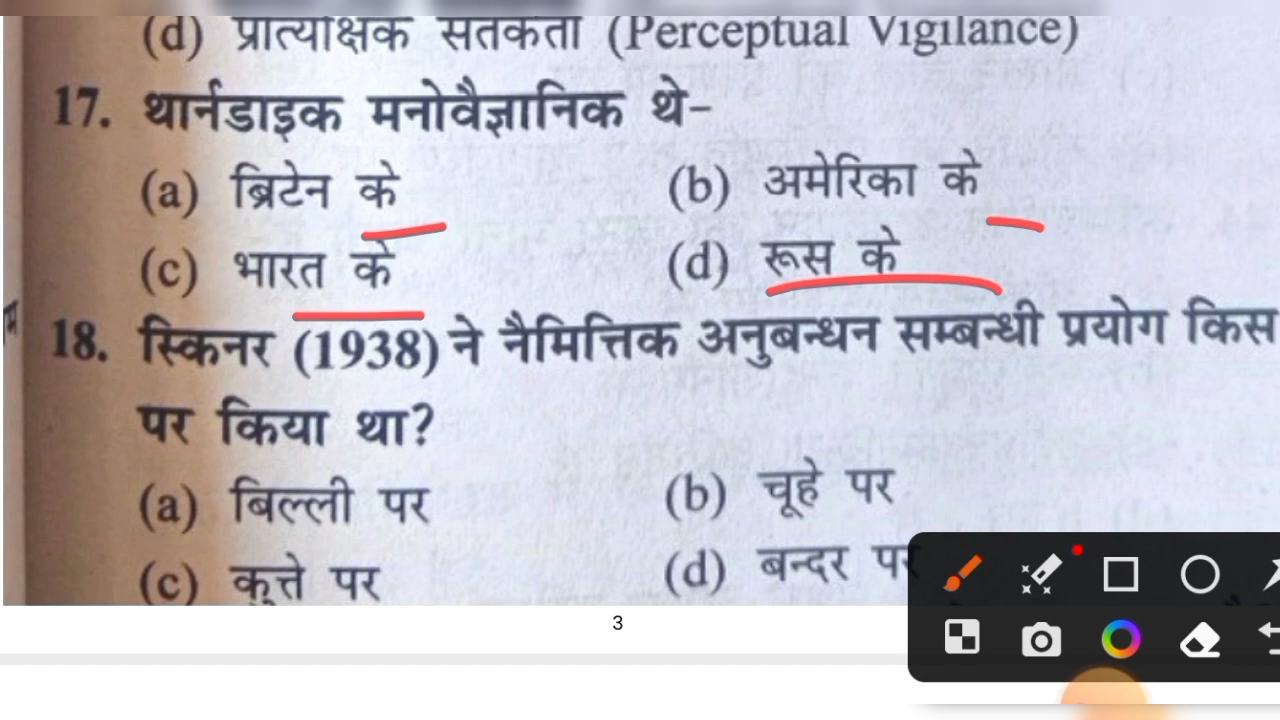 (d) प्रात्यक्षिक सतर्कता (Perceptual Vigilance)
17. थार्नडाइक मनोवैज्ञानिक थे–
(a) ब्रिटेन के (b) अमेरिका के
(c) भारत के (d) रूस के
18. स्किनर (1938) ने नैमित्तिक अनुबन्धन सम्बन्धी प्रयोग किस
पर किया था?
(a) बिल्ली पर (b) चूहे पर
(c) कुत्ते पर (d) बन्दर पर
3